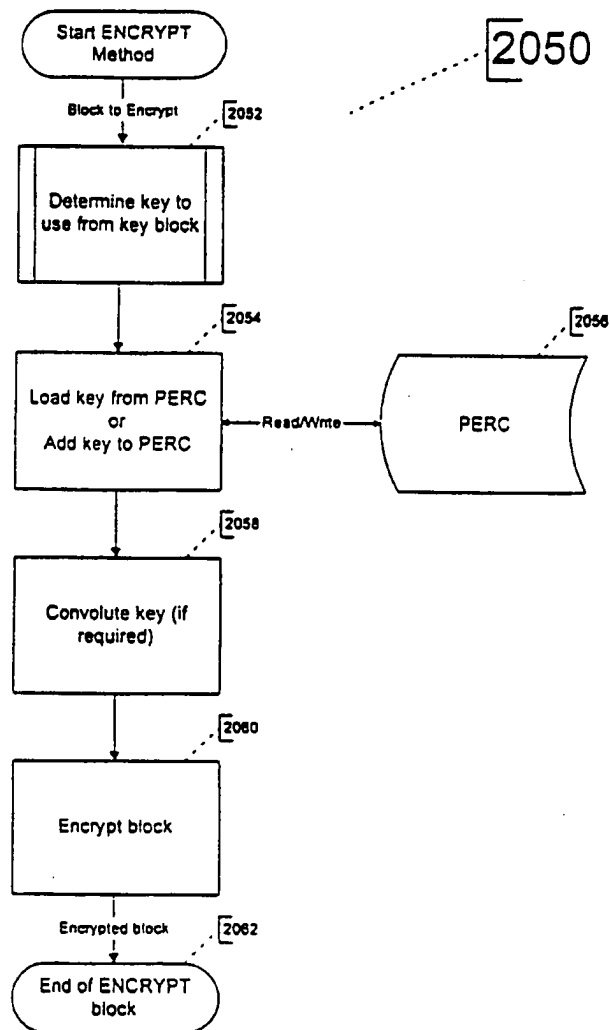 Start ENCRYPT
Method
2050
Block to Encrypt
2052
Determine key to
use from key block
2054
2056
Load key from PERC
or
Add key to PERC
Read/Write
PERC
2058
Convolute key (if
required)
2060
Encrypt block
Encrypted block
2062
End of ENCRYPT
block